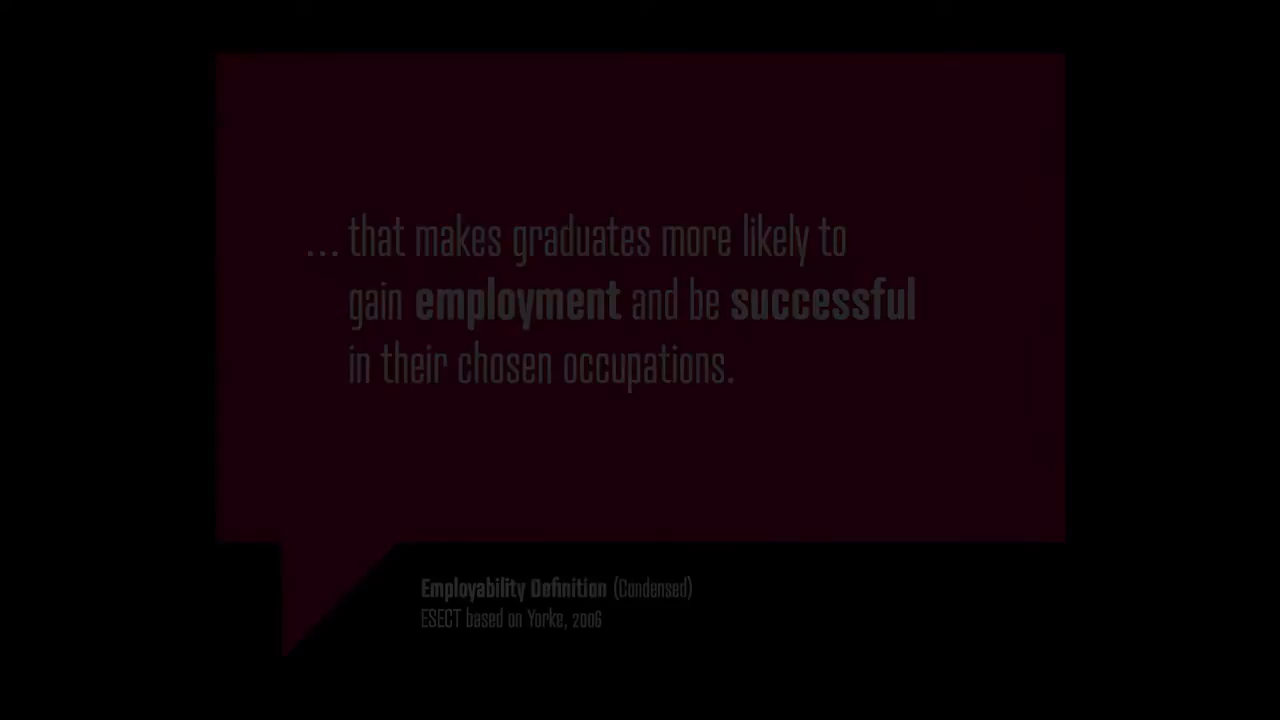 ... that makes graduates more likely to
gain employment and be successful
in their chosen occupations.
Employability Definition (Condensed)
ESECT based on Yorke, 2006